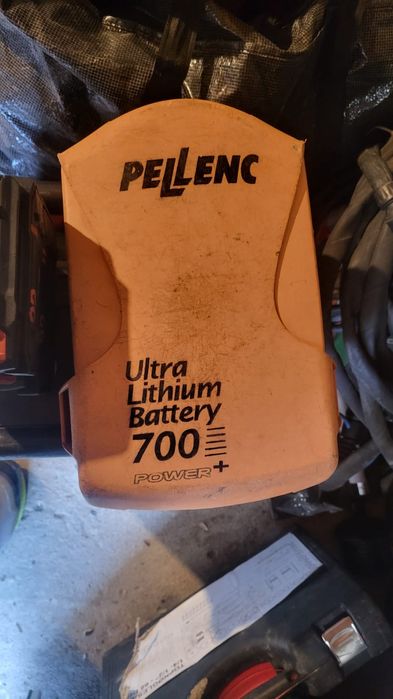 PELLENC
Ultra
Lithium
Battery
700
POWER+